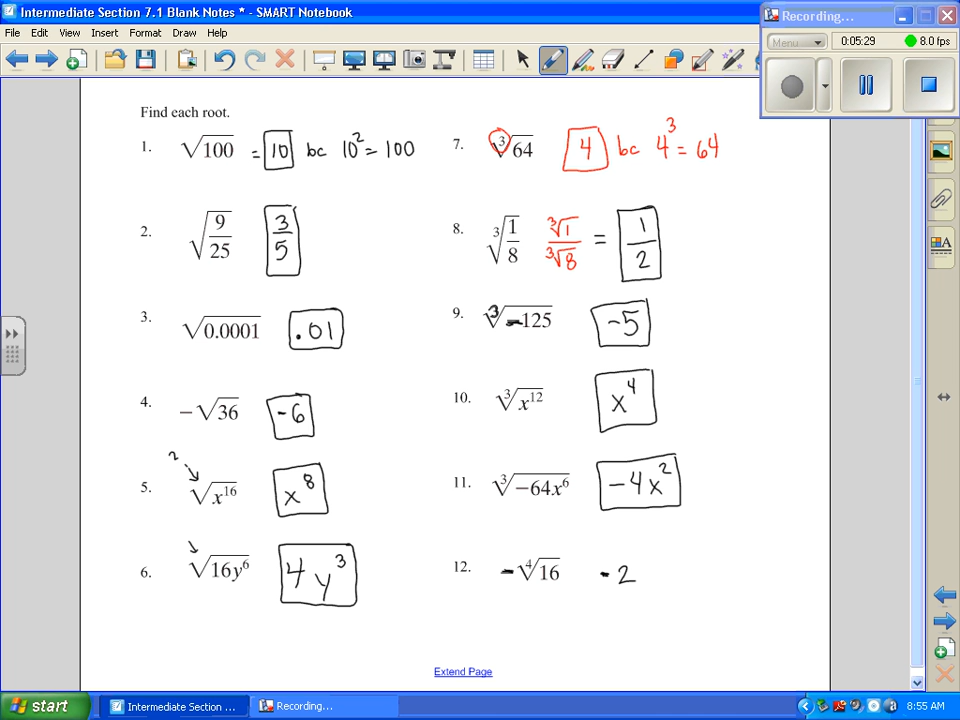 Intermediate Section 7.1 Blank Notes * - SMART Notebook
Recording...
File Edit View Insert Format Draw Help
Menu 00:05:29 8.0 fps
Find each root.
1. √100 = 10 bc 10² = 100
2. √(9/25) 3/5
3. √0.0001 .01
4. −√36 -6
5. 2 √x¹⁶ x⁸
6. √16y⁶ 4y³
7. ∛64 4 bc 4³ = 64
8. ∛(1/8) ∛1/∛8 = 1/2
9. ∛−125 -5
10. ∛x¹² x⁴
11. ∛−64x⁶ -4x²
12. -∜16 -2
Extend Page
start Intermediate Section ... Recording... 8:55 AM